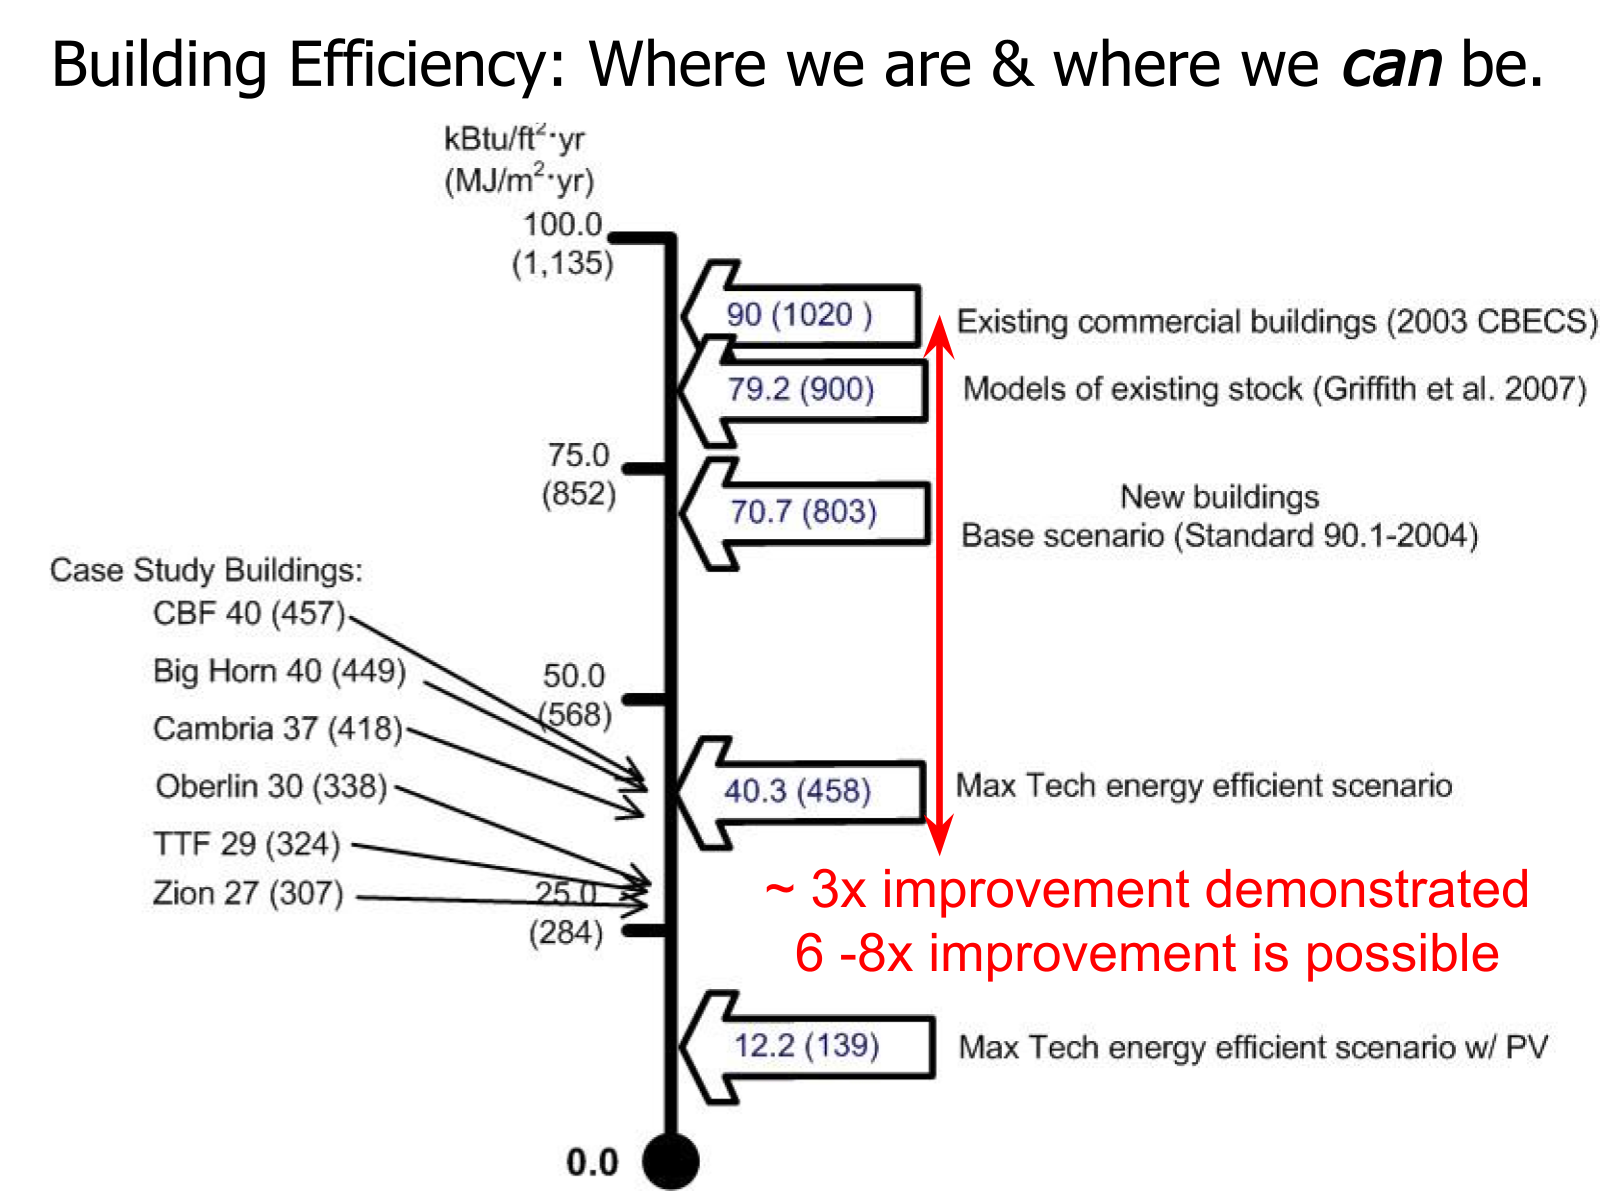 Building Efficiency: Where we are & where we can be.
kBtu/ft²·yr
(MJ/m²·yr)
100.0
(1,135)
90 (1020 )
Existing commercial buildings (2003 CBECS)
79.2 (900)
Models of existing stock (Griffith et al. 2007)
75.0
(852)
70.7 (803)
New buildings
Base scenario (Standard 90.1-2004)
Case Study Buildings:
CBF 40 (457)
Big Horn 40 (449)
Cambria 37 (418)
Oberlin 30 (338)
TTF 29 (324)
Zion 27 (307)
50.0
(568)
40.3 (458)
Max Tech energy efficient scenario
~ 3x improvement demonstrated
6 -8x improvement is possible
25.0
(284)
12.2 (139)
Max Tech energy efficient scenario w/ PV
0.0